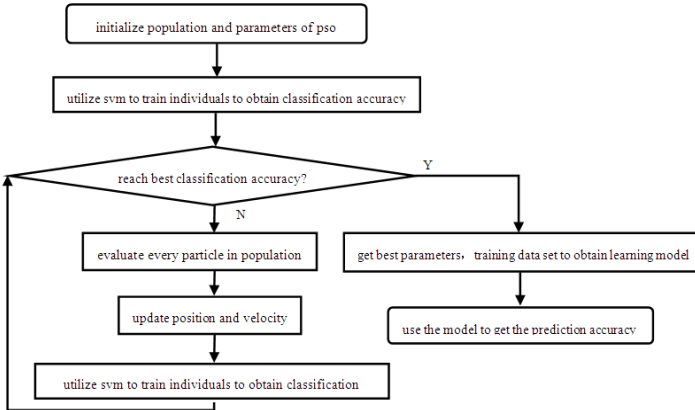 initialize population and parameters of pso
utilize svm to train individuals to obtain classification accuracy
reach best classification accuracy?
Y
N
evaluate every particle in population
get best parameters, training data set to obtain learning model
update position and velocity
use the model to get the prediction accuracy
utilize svm to train individuals to obtain classification